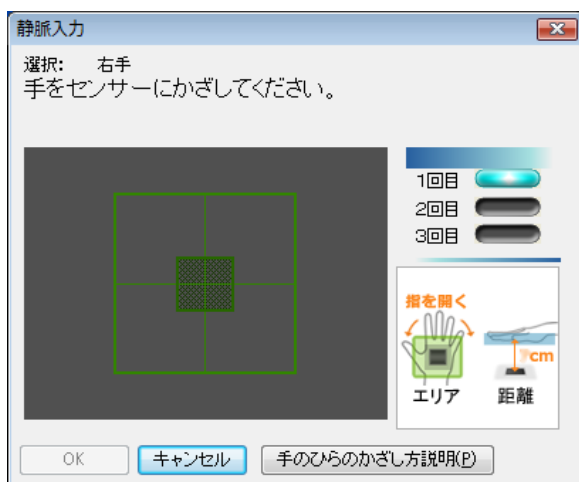 静脈入力
選択: 右手
手をセンサーにかざしてください。
1回目
2回目
3回目
指を開く
7cm
エリア
距離
OK
キャンセル
手のひらのかざし方説明(P)